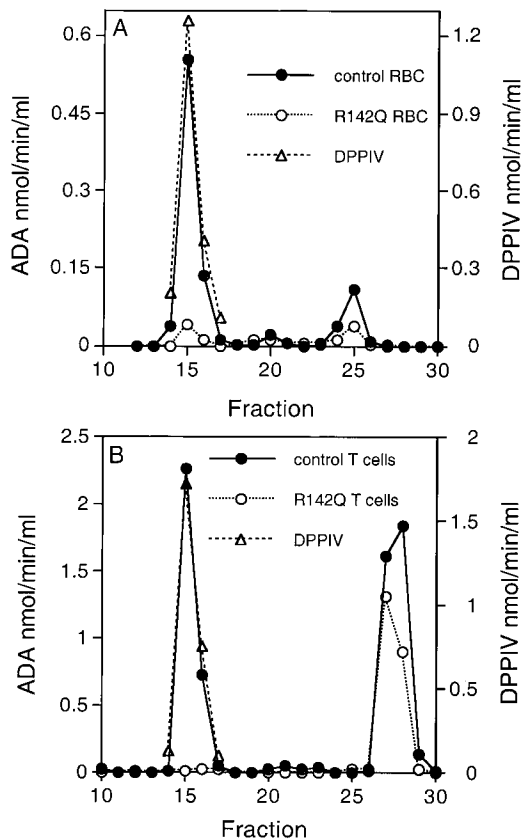 A
0.6
0.45
0.3
0.15
0
1.2
0.9
0.6
0.3
0
10 15 20 25 30
ADA nmol/min/ml
DPPIV nmol/min/ml
control RBC
R142Q RBC
DPPIV
Fraction
B
2.5
2
1.5
1
0.5
0
2
1.5
1
0.5
0
10 15 20 25 30
ADA nmol/min/ml
DPPIV nmol/min/ml
control T cells
R142Q T cells
DPPIV
Fraction